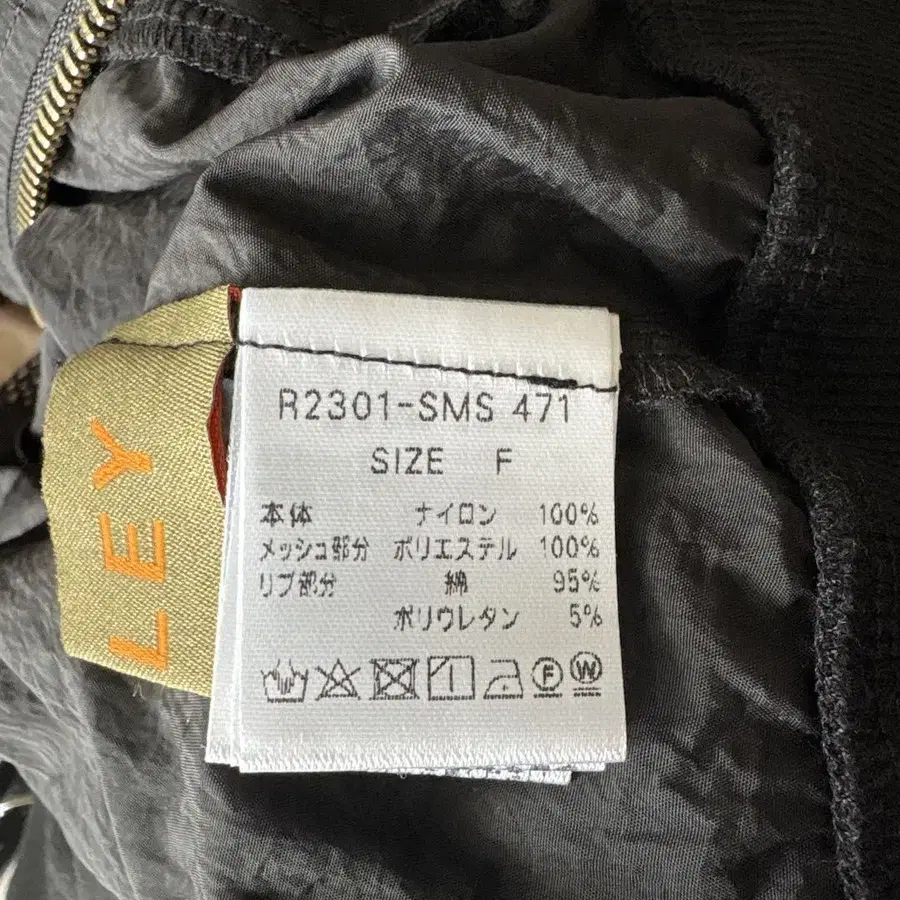 R2301-SMS 471
SIZE F
本体 ナイロン 100%
メッシュ部分 ポリエステル 100%
リブ部分 綿 95%
ポリウレタン 5%
F W
LEY